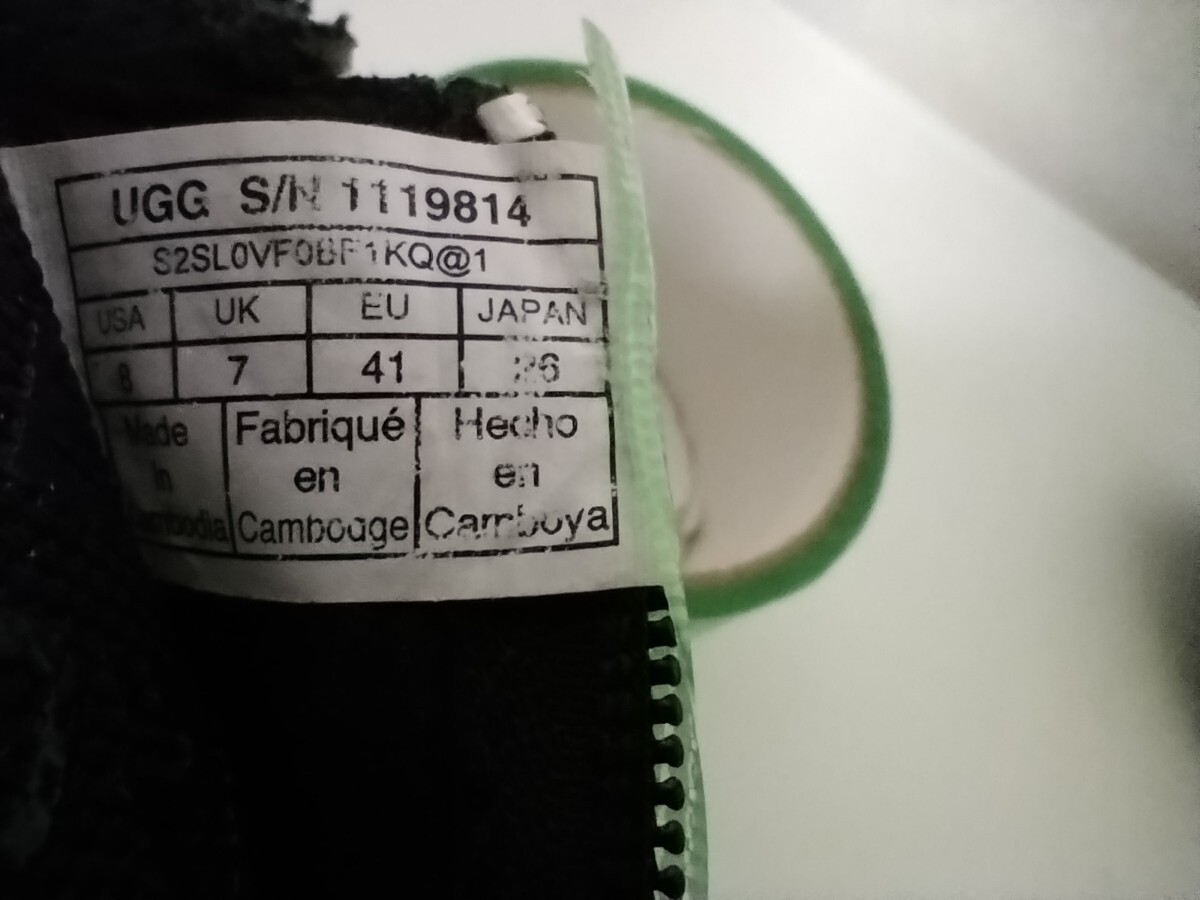 UGG S/N 1119814
S2SL0VF0BF1KQ@1
USA UK EU JAPAN
8 7 41 26
Made Fabriqué Hecho
in en en
Cambodia Cambodge Camboya